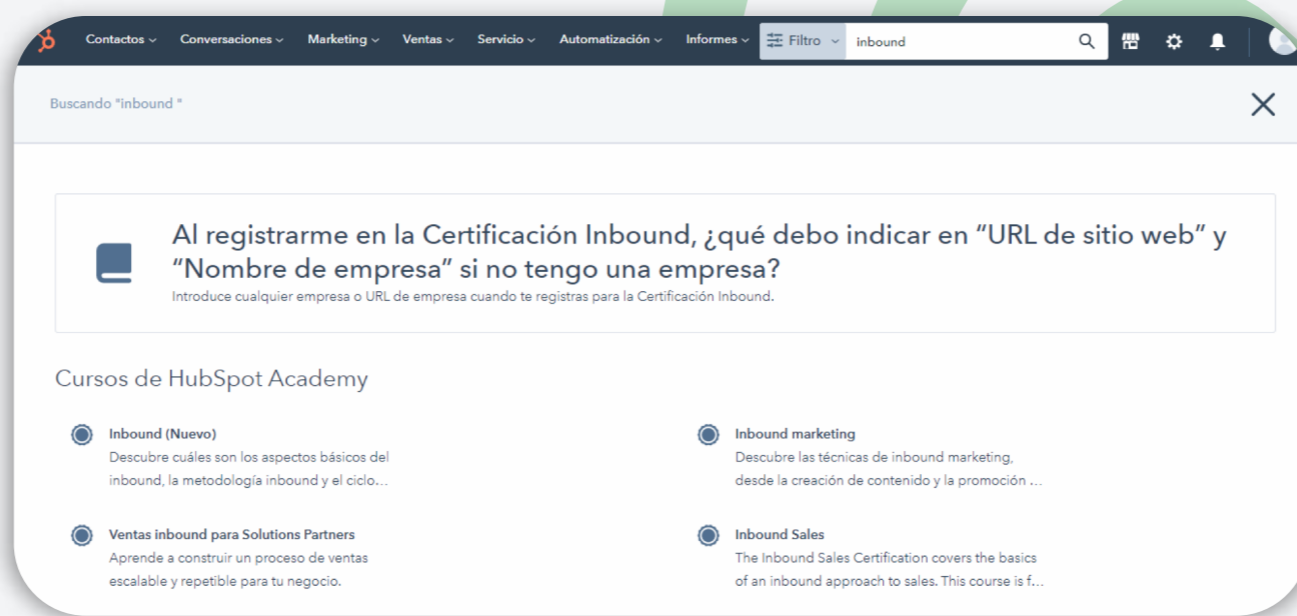 Contactos Conversaciones Marketing Ventas Servicio Automatización Informes Filtro inbound
Buscando "inbound "
Al registrarme en la Certificación Inbound, ¿qué debo indicar en “URL de sitio web” y
“Nombre de empresa” si no tengo una empresa?
Introduce cualquier empresa o URL de empresa cuando te registras para la Certificación Inbound.
Cursos de HubSpot Academy
Inbound (Nuevo)
Descubre cuáles son los aspectos básicos del
inbound, la metodología inbound y el ciclo...
Inbound marketing
Descubre las técnicas de inbound marketing,
desde la creación de contenido y la promoción ...
Ventas inbound para Solutions Partners
Aprende a construir un proceso de ventas
escalable y repetible para tu negocio.
Inbound Sales
The Inbound Sales Certification covers the basics
of an inbound approach to sales. This course is f...